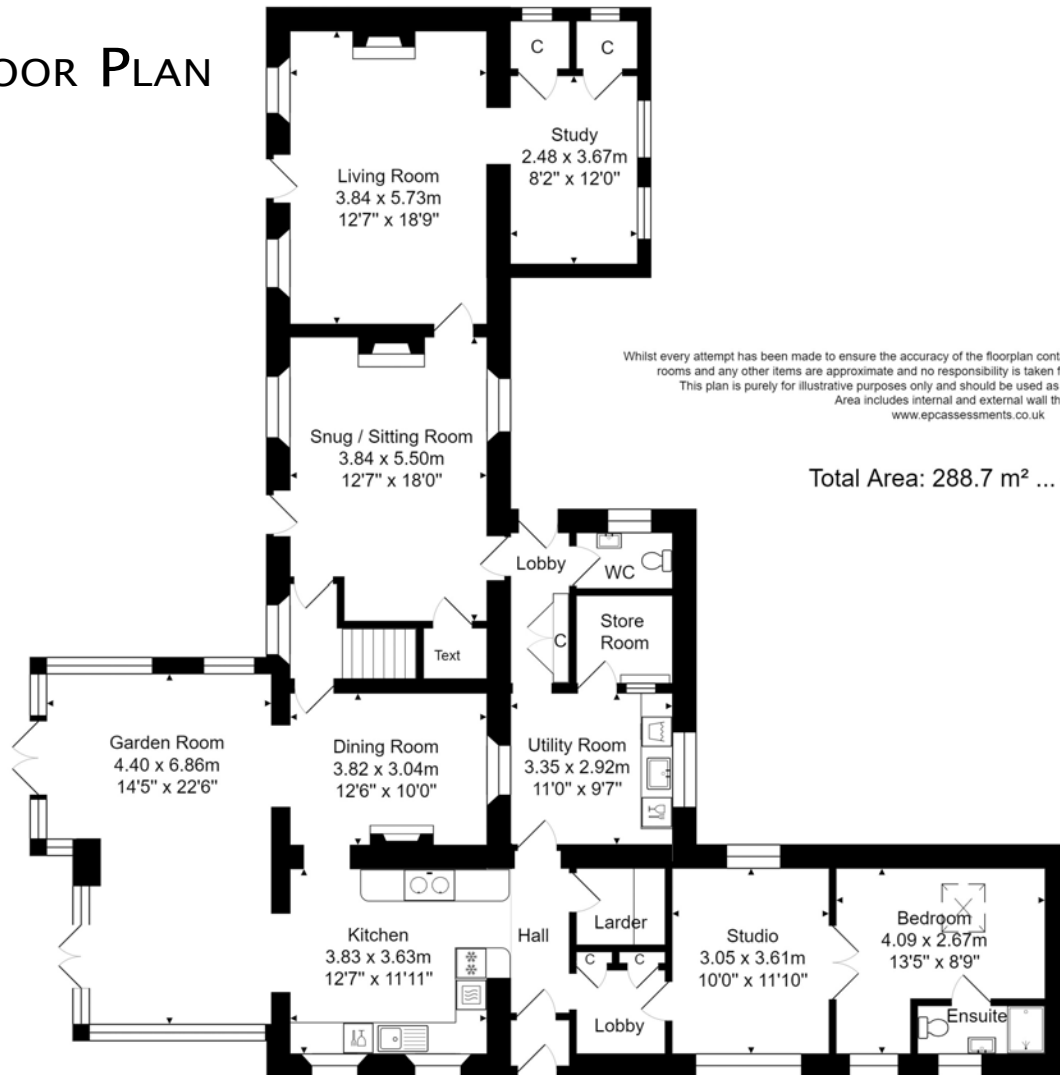 OOR PLAN
C
C
Study
2.48 x 3.67m
8'2" x 12'0"
Living Room
3.84 x 5.73m
12'7" x 18'9"
Whilst every attempt has been made to ensure the accuracy of the floorplan cont
rooms and any other items are approximate and no responsibility is taken f
This plan is purely for illustrative purposes only and should be used as
Area includes internal and external wall th
www.epcassessments.co.uk
Total Area: 288.7 m² ...
Snug / Sitting Room
3.84 x 5.50m
12'7" x 18'0"
Lobby
WC
Store
Room
C
Text
Garden Room
4.40 x 6.86m
14'5" x 22'6"
Dining Room
3.82 x 3.04m
12'6" x 10'0"
Utility Room
3.35 x 2.92m
11'0" x 9'7"
Kitchen
3.83 x 3.63m
12'7" x 11'11"
Hall
Larder
C
C
Lobby
Studio
3.05 x 3.61m
10'0" x 11'10"
Bedroom
4.09 x 2.67m
13'5" x 8'9"
Ensuite